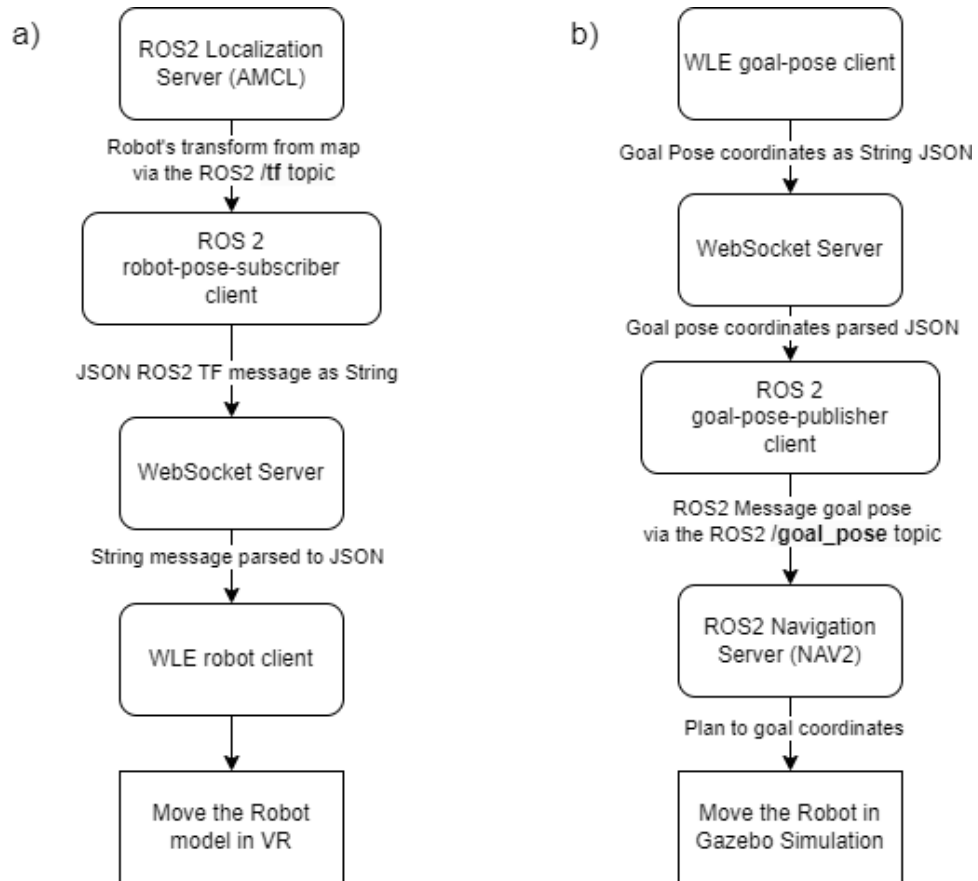 a)
ROS2 Localization
Server (AMCL)
Robot's transform from map
via the ROS2 /tf topic
ROS 2
robot-pose-subscriber
client
JSON ROS2 TF message as String
WebSocket Server
String message parsed to JSON
WLE robot client
Move the Robot
model in VR
b)
WLE goal-pose client
Goal Pose coordinates as String JSON
WebSocket Server
Goal pose coordinates parsed JSON
ROS 2
goal-pose-publisher
client
ROS2 Message goal pose
via the ROS2 /goal_pose topic
ROS2 Navigation
Server (NAV2)
Plan to goal coordinates
Move the Robot in
Gazebo Simulation